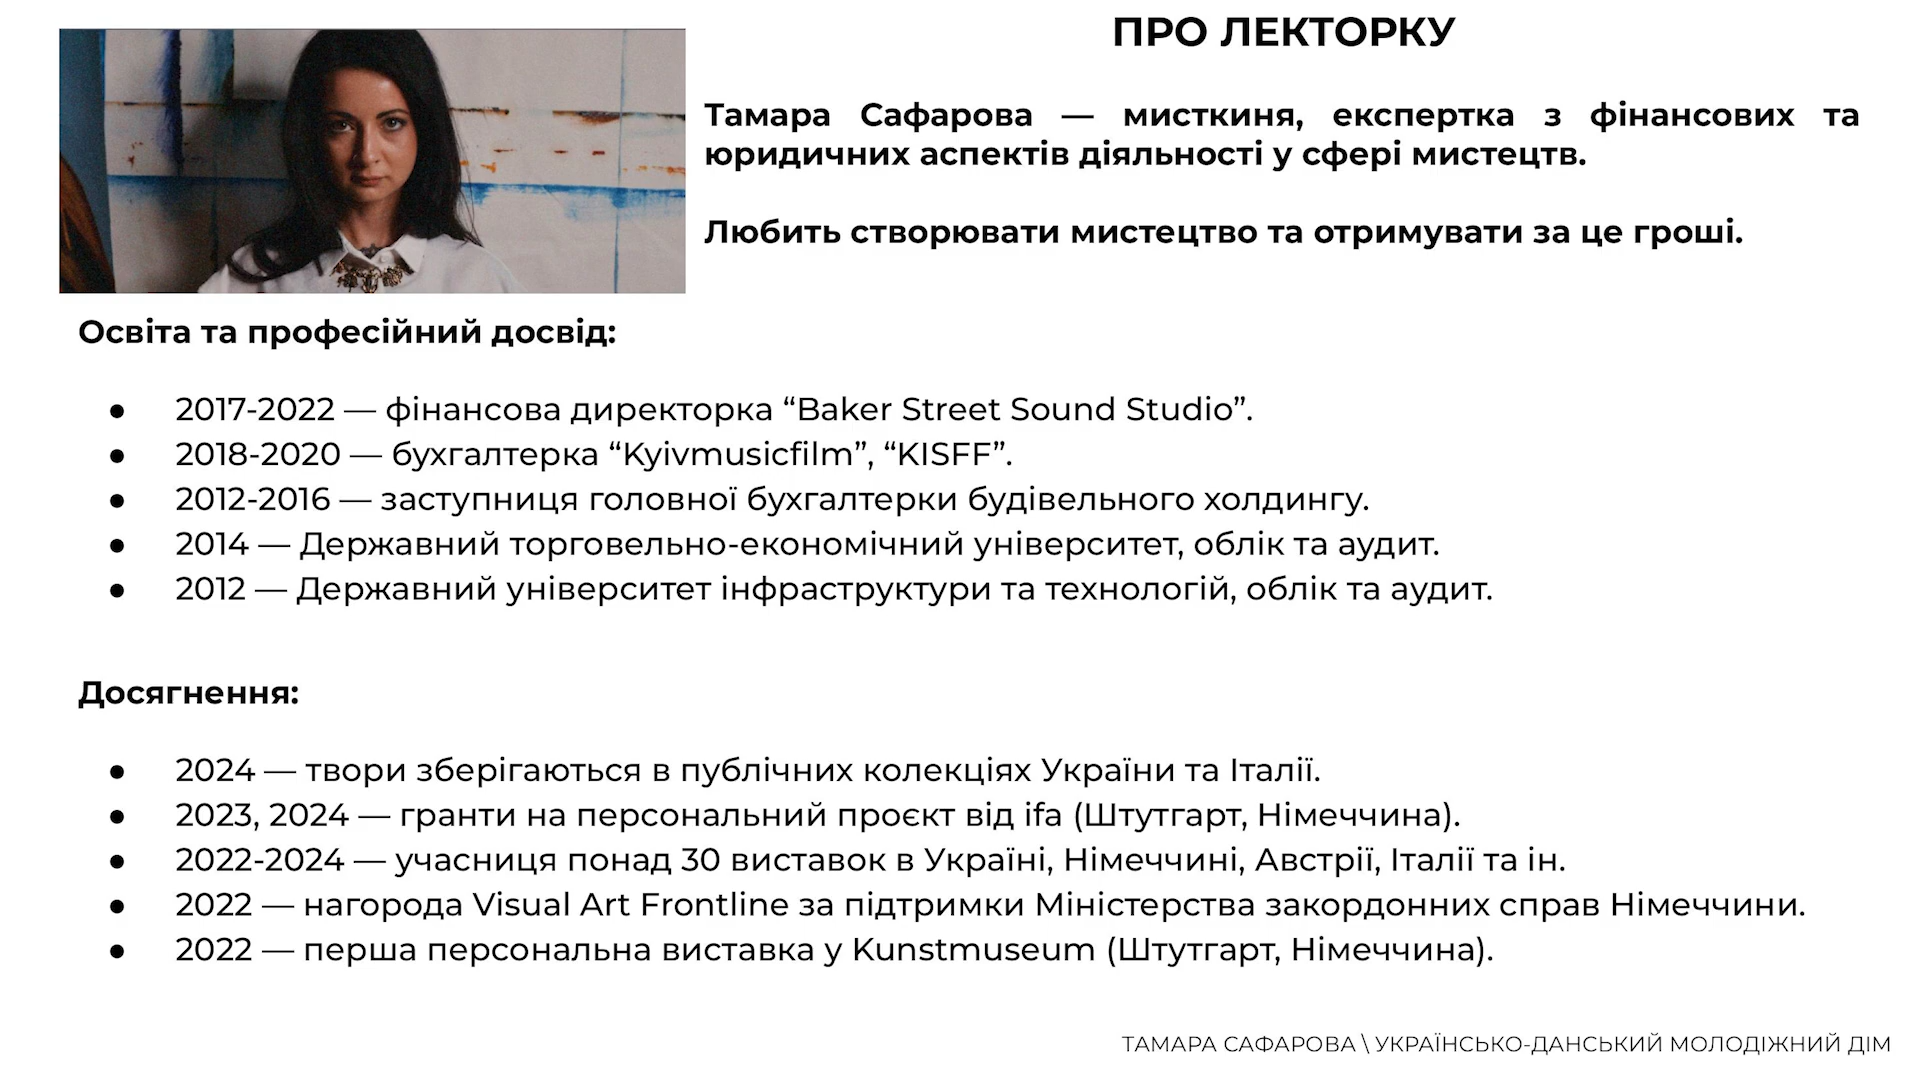 ПРО ЛЕКТОРКУ
Тамара Сафарова — мисткиня, експертка з фінансових та
юридичних аспектів діяльності у сфері мистецтв.
Любить створювати мистецтво та отримувати за це гроші.
Освіта та професійний досвід:
● 2017-2022 — фінансова директорка “Baker Street Sound Studio”.
● 2018-2020 — бухгалтерка “Kyivmusicfilm”, “KISFF”.
● 2012-2016 — заступниця головної бухгалтерки будівельного холдингу.
● 2014 — Державний торговельно-економічний університет, облік та аудит.
● 2012 — Державний університет інфраструктури та технологій, облік та аудит.
Досягнення:
● 2024 — твори зберігаються в публічних колекціях України та Італії.
● 2023, 2024 — гранти на персональний проєкт від ifa (Штутгарт, Німеччина).
● 2022-2024 — учасниця понад 30 виставок в Україні, Німеччині, Австрії, Італії та ін.
● 2022 — нагорода Visual Art Frontline за підтримки Міністерства закордонних справ Німеччини.
● 2022 — перша персональна виставка у Kunstmuseum (Штутгарт, Німеччина).
ТАМАРА САФАРОВА \ УКРАЇНСЬКО-ДАНСЬКИЙ МОЛОДІЖНИЙ ДІМ